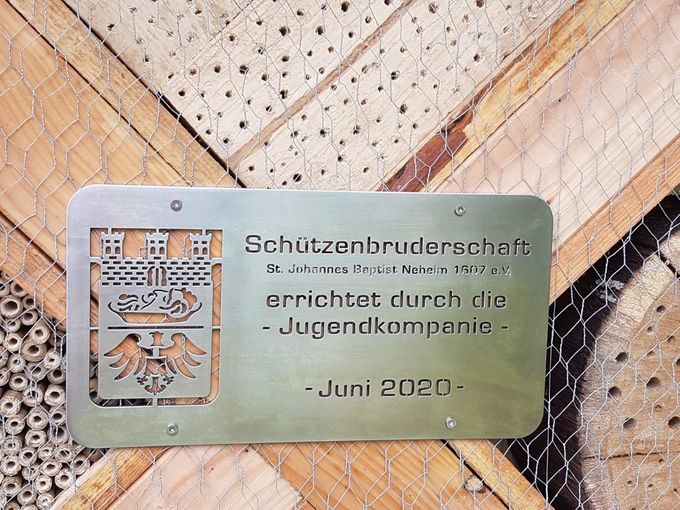 Schützenbruderschaft
St. Johannes Baptist Neheim 1607 e.V.
errichtet durch die
- Jugendkompanie -
- Juni 2020 -